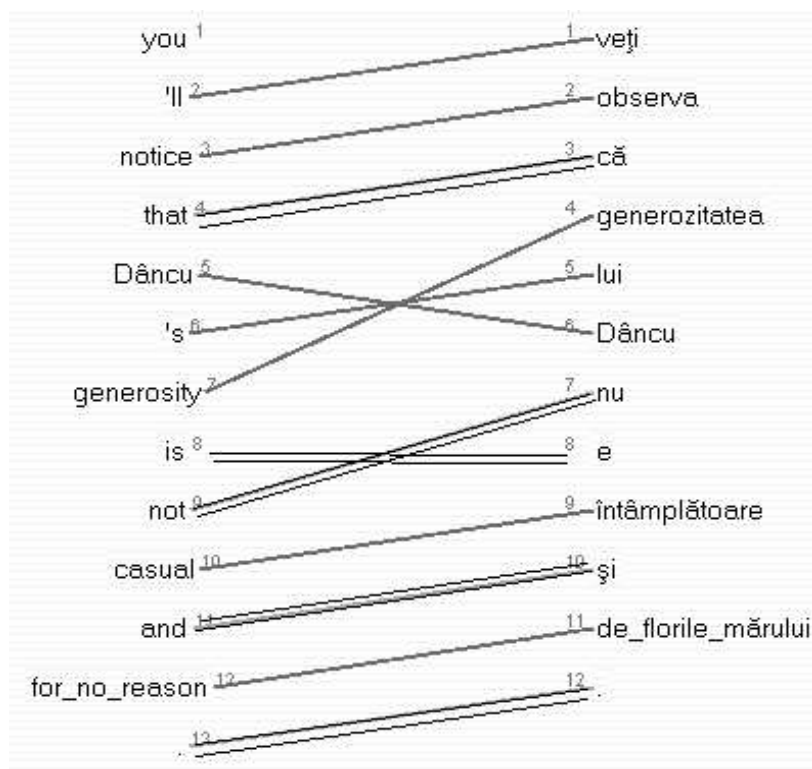 you 1 1 veţi
'll 2 2 observa
notice 3 3 că
that 4 4 generozitatea
Dâncu 5 5 lui
's 6 6 Dâncu
generosity 7 7 nu
is 8 8 e
not 9 9 întâmplătoare
casual 10 10 şi
and 11 11 de_florile_mărului
for_no_reason 12 12 .
. 13